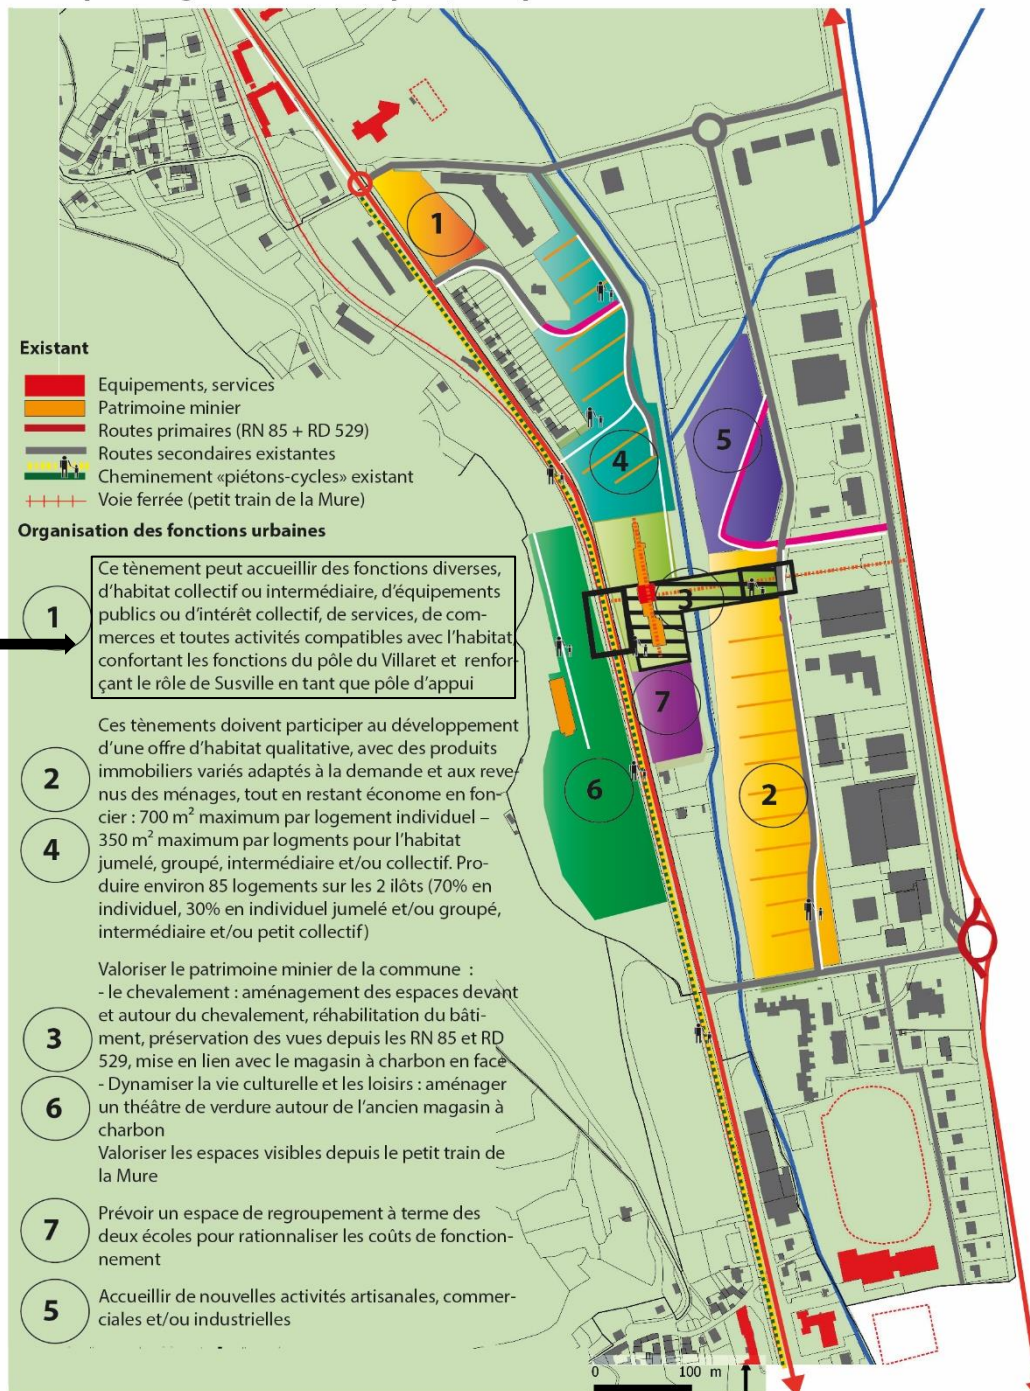 Existant
Equipements, services
Patrimoine minier
Routes primaires (RN 85 + RD 529)
Routes secondaires existantes
Cheminement «piétons-cycles» existant
Voie ferrée (petit train de la Mure)
Organisation des fonctions urbaines
1
Ce tènement peut accueillir des fonctions diverses,
d'habitat collectif ou intermédiaire, d'équipements
publics ou d'intérêt collectif, de services, de com-
merces et toutes activités compatibles avec l'habitat
confortant les fonctions du pôle du Villaret et renfor-
çant le rôle de Susville en tant que pôle d'appui
2
4
Ces tènements doivent participer au développement
d'une offre d'habitat qualitative, avec des produits
immobiliers variés adaptés à la demande et aux reve-
nus des ménages, tout en restant économe en fon-
cier : 700 m² maximum par logement individuel –
350 m² maximum par logments pour l'habitat
jumelé, groupé, intermédiaire et/ou collectif. Pro-
duire environ 85 logements sur les 2 ilôts (70% en
individuel, 30% en individuel jumelé et/ou groupé,
intermédiaire et/ou petit collectif)
3
6
Valoriser le patrimoine minier de la commune :
- le chevalement : aménagement des espaces devant
et autour du chevalement, réhabilitation du bâti-
ment, préservation des vues depuis les RN 85 et RD
529, mise en lien avec le magasin à charbon en face
- Dynamiser la vie culturelle et les loisirs : aménager
un théâtre de verdure autour de l'ancien magasin à
charbon
Valoriser les espaces visibles depuis le petit train de
la Mure
7
Prévoir un espace de regroupement à terme des
deux écoles pour rationnaliser les coûts de fonction-
nement
5
Accueillir de nouvelles activités artisanales, commer-
ciales et/ou industrielles
1
5
4
3
7
6
2
0 100 m